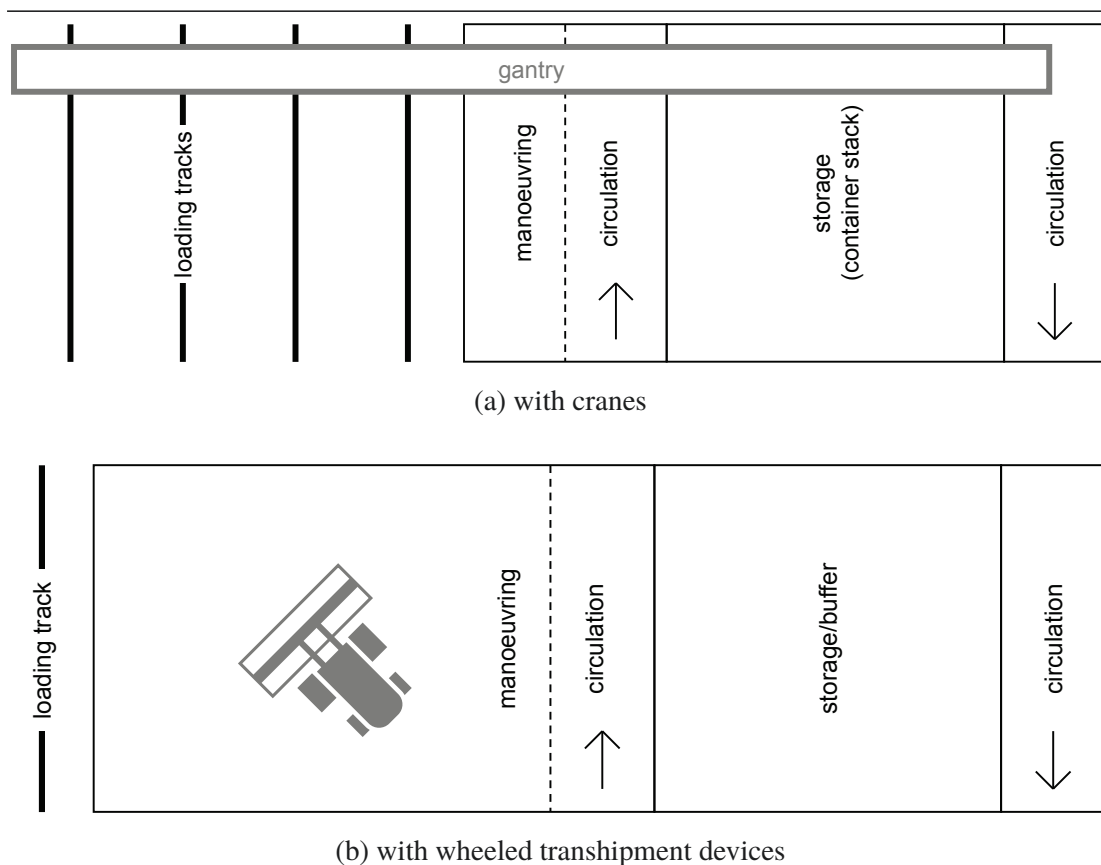 gantry
loading tracks
manoeuvring
circulation
storage
(container stack)
circulation
(a) with cranes
loading track
manoeuvring
circulation
storage/buffer
circulation
(b) with wheeled transhipment devices